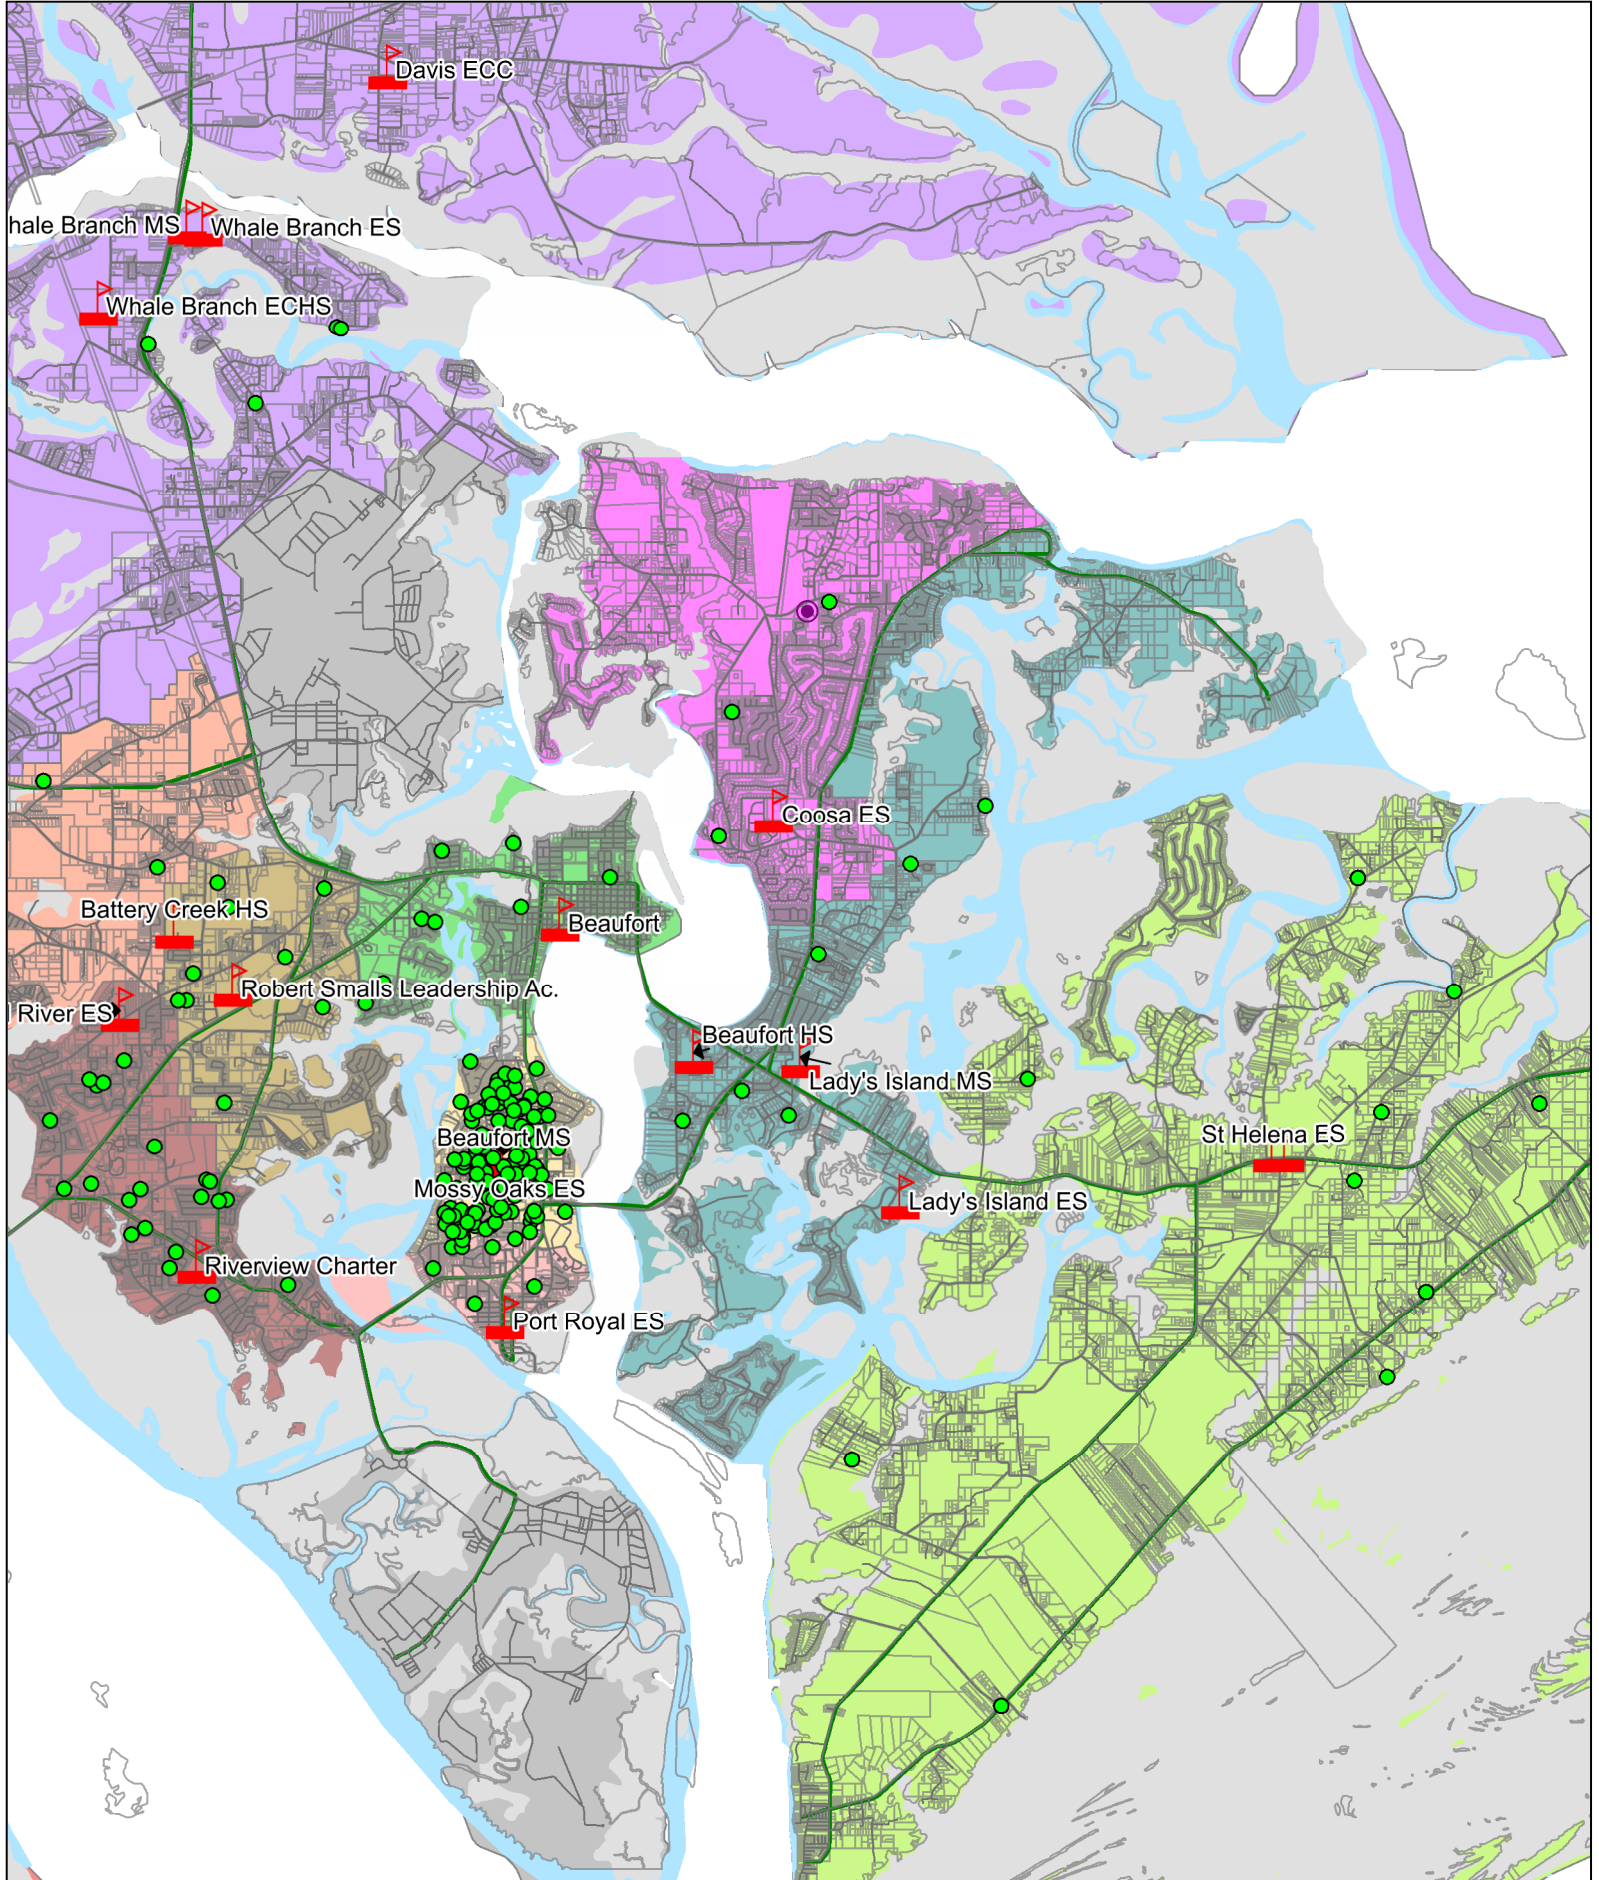 Davis ECC
hale Branch MS
Whale Branch ES
Whale Branch ECHS
Coosa ES
Battery Creek HS
Beaufort
Robert Smalls Leadership Ac.
l River ES
Beaufort HS
Lady's Island MS
Beaufort MS
St Helena ES
Mossy Oaks ES
Lady's Island ES
Riverview Charter
Port Royal ES